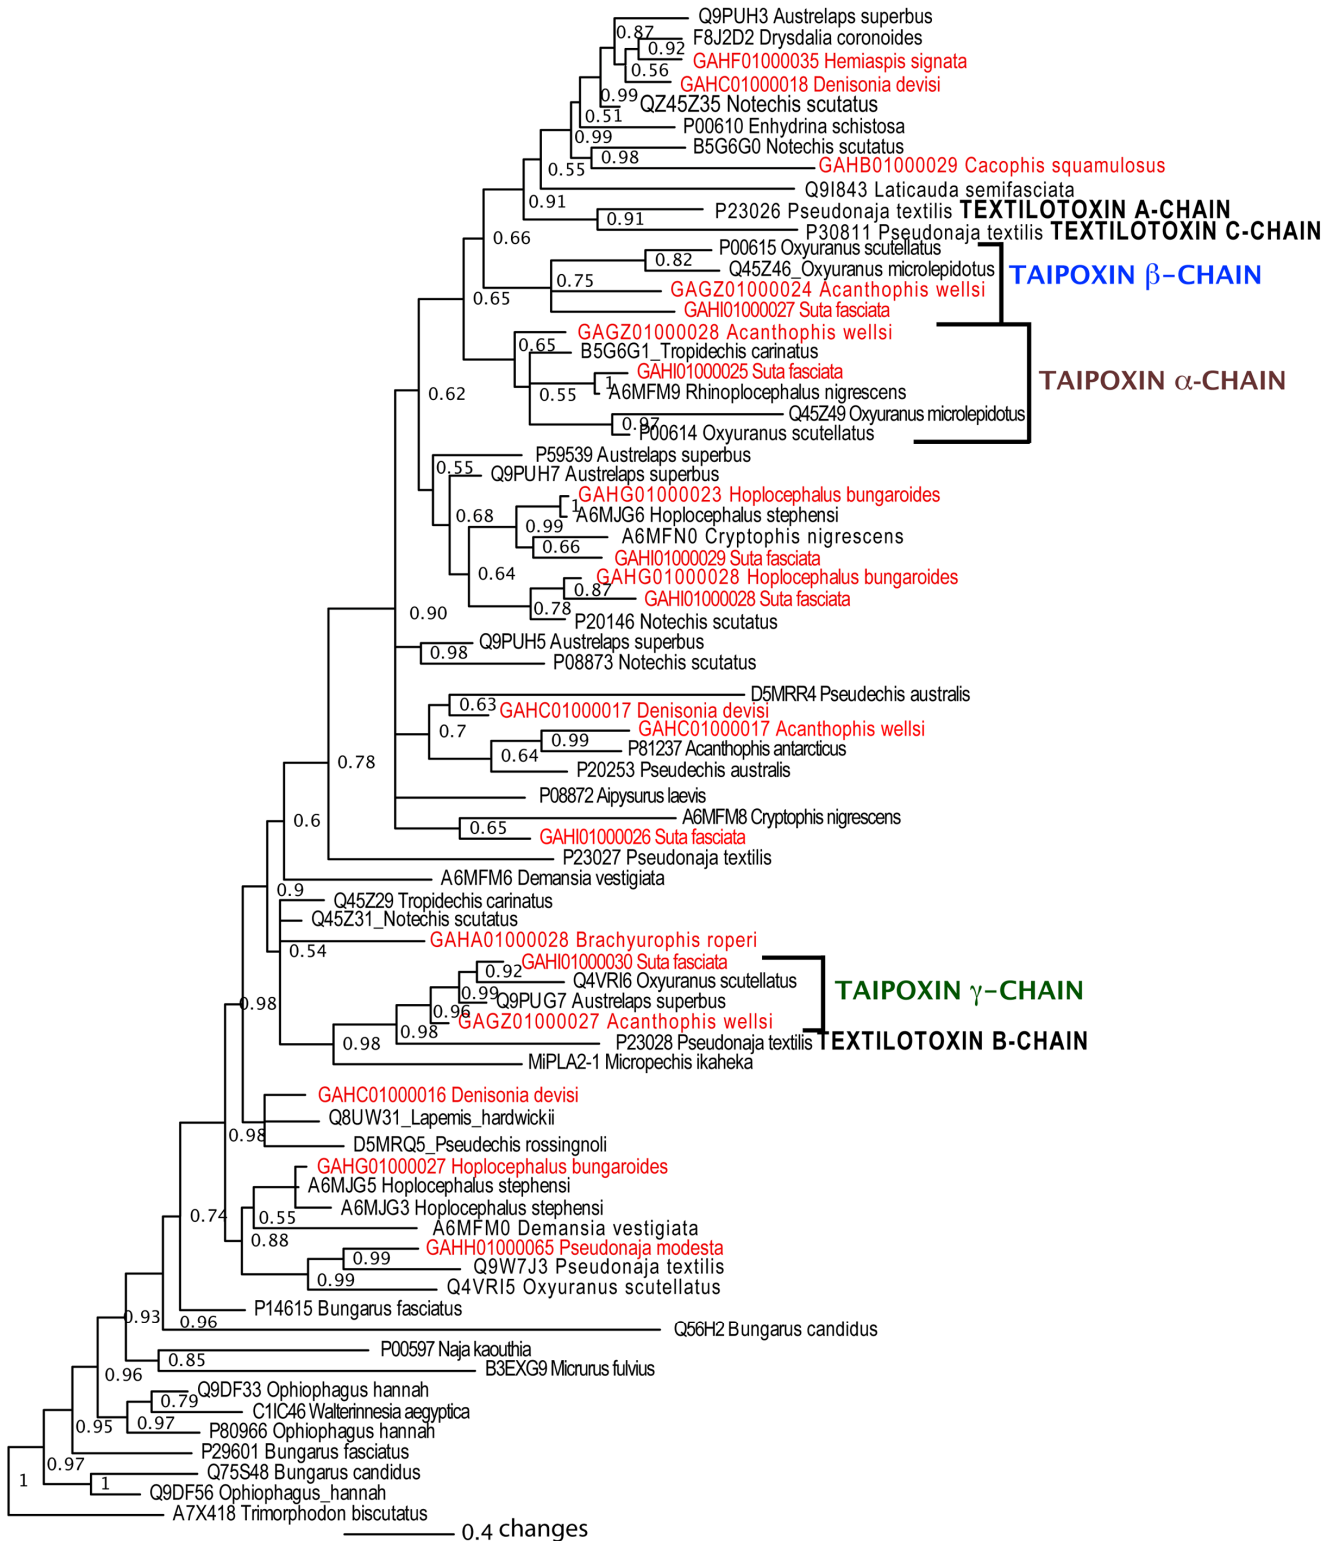 Q9PUH3 Austrelaps superbus
0.87
F8J2D2 Drysdalia coronoides
0.92
GAHF01000035 Hemiaspis signata
0.56
GAHC01000018 Denisonia devisi
0.99
QZ45Z35 Notechis scutatus
0.51
P00610 Enhydrina schistosa
0.99
B5G6G0 Notechis scutatus
0.98
GAHB01000029 Cacophis squamulosus
0.55
Q9I843 Laticauda semifasciata
0.91
P23026 Pseudonaja textilis TEXTILOTOXIN A-CHAIN
0.91
P30811 Pseudonaja textilis TEXTILOTOXIN C-CHAIN
0.66
P00615 Oxyuranus scutellatus
0.82
Q45Z46_Oxyuranus microlepidotus
TAIPOXIN β-CHAIN
0.75
GAGZ01000024 Acanthophis wellsi
0.65
GAHI01000027 Suta fasciata
GAGZ01000028 Acanthophis wellsi
0.65
B5G6G1_Tropidechis carinatus
GAHI01000025 Suta fasciata
1
TAIPOXIN α-CHAIN
0.62
0.55
A6MFM9 Rhinoplocephalus nigrescens
Q45Z49 Oxyuranus microlepidotus
0.97
P00614 Oxyuranus scutellatus
P59539 Austrelaps superbus
0.55
Q9PUH7 Austrelaps superbus
GAHG01000023 Hoplocephalus bungaroides
1
0.68
A6MJG6 Hoplocephalus stephensi
0.99
A6MFN0 Cryptophis nigrescens
0.66
GAHI01000029 Suta fasciata
0.64
GAHG01000028 Hoplocephalus bungaroides
0.87
GAHI01000028 Suta fasciata
0.90
0.78
P20146 Notechis scutatus
Q9PUH5 Austrelaps superbus
0.98
P08873 Notechis scutatus
D5MRR4 Pseudechis australis
0.63
GAHC01000017 Denisonia devisi
0.7
GAHC01000017 Acanthophis wellsi
0.99
P81237 Acanthophis antarcticus
0.64
0.78
P20253 Pseudechis australis
P08872 Aipysurus laevis
0.6
A6MFM8 Cryptophis nigrescens
0.65
GAHI01000026 Suta fasciata
P23027 Pseudonaja textilis
A6MFM6 Demansia vestigiata
0.9
Q45Z29 Tropidechis carinatus
Q45Z31_Notechis scutatus
GAHA01000028 Brachyurophis roperi
0.54
GAHI01000030 Suta fasciata
0.92
Q4VRI6 Oxyuranus scutellatus
TAIPOXIN γ-CHAIN
0.99
Q9PUG7 Austrelaps superbus
0.98
0.96
GAGZ01000027 Acanthophis wellsi
0.98
P23028 Pseudonaja textilis TEXTILOTOXIN B-CHAIN
0.98
MiPLA2-1 Micropechis ikaheka
GAHC01000016 Denisonia devisi
Q8UW31_Lapemis_hardwickii
0.98
D5MRQ5_Pseudechis rossingnoli
GAHG01000027 Hoplocephalus bungaroides
A6MJG5 Hoplocephalus stephensi
A6MJG3 Hoplocephalus stephensi
0.74
0.55
A6MFM0 Demansia vestigiata
0.88
GAHH01000065 Pseudonaja modesta
0.99
Q9W7J3 Pseudonaja textilis
0.99
Q4VRI5 Oxyuranus scutellatus
P14615 Bungarus fasciatus
0.93
0.96
Q56H2 Bungarus candidus
P00597 Naja kaouthia
0.85
B3EXG9 Micrurus fulvius
0.96
Q9DF33 Ophiophagus hannah
0.79
C1IC46 Walterinnesia aegyptica
0.95
0.97
P80966 Ophiophagus hannah
P29601 Bungarus fasciatus
0.97
Q75S48 Bungarus candidus
1
1
Q9DF56 Ophiophagus_hannah
A7X418 Trimorphodon biscutatus
0.4 changes